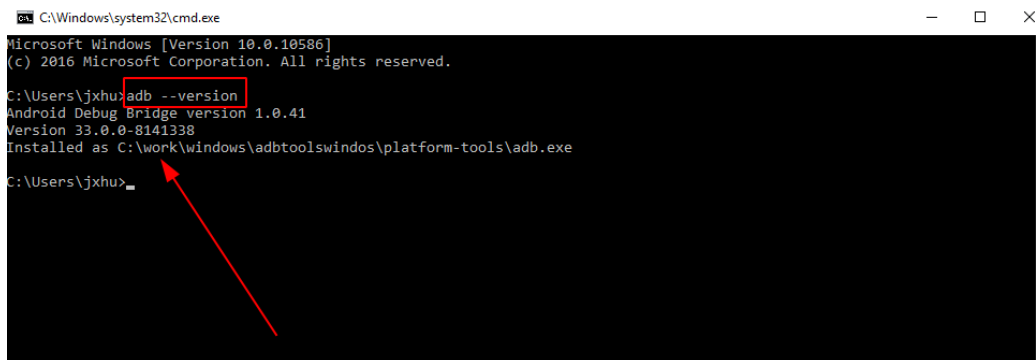 C:\Windows\system32\cmd.exe
Microsoft Windows [Version 10.0.10586]
(c) 2016 Microsoft Corporation. All rights reserved.
C:\Users\jxhu>adb --version
Android Debug Bridge version 1.0.41
Version 33.0.0-8141338
Installed as C:\work\windows\adbtoolswindos\platform-tools\adb.exe
C:\Users\jxhu>